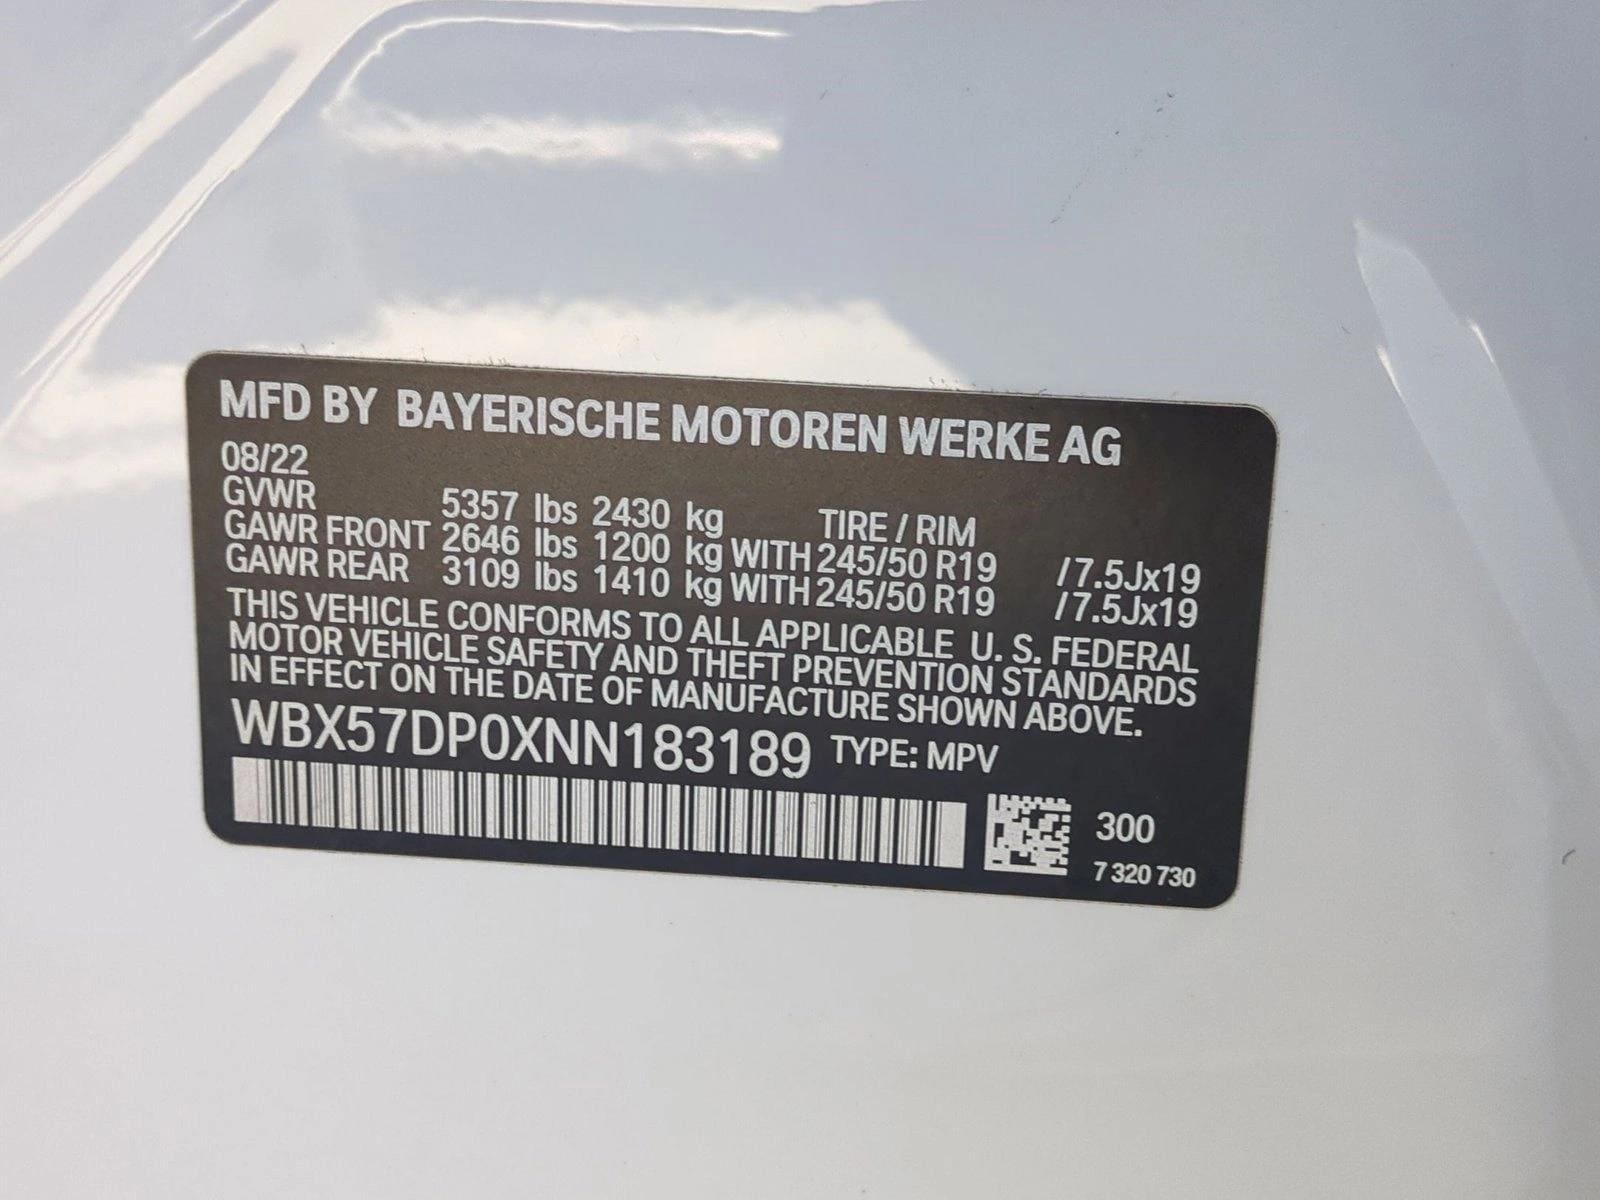 MFD BY BAYERISCHE MOTOREN WERKE AG
08/22
GVWR 5357 lbs 2430 kg TIRE / RIM
GAWR FRONT 2646 lbs 1200 kg WITH 245/50 R19 / 7.5Jx19
GAWR REAR 3109 lbs 1410 kg WITH 245/50 R19 / 7.5Jx19
THIS VEHICLE CONFORMS TO ALL APPLICABLE U. S. FEDERAL
MOTOR VEHICLE SAFETY AND THEFT PREVENTION STANDARDS
IN EFFECT ON THE DATE OF MANUFACTURE SHOWN ABOVE.
WBX57DP0XNN183189 TYPE: MPV
300
7 320 730